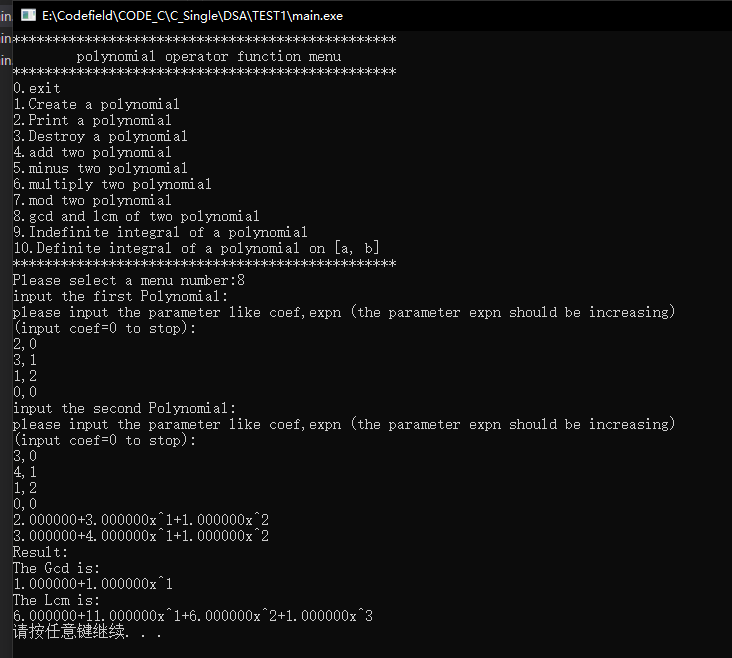 in
in
in
E:\Codefield\CODE_C\C_Single\DSA\TEST1\main.exe
************************************************
polynomial operator function menu
************************************************
0.exit
1.Create a polynomial
2.Print a polynomial
3.Destroy a polynomial
4.add two polynomial
5.minus two polynomial
6.multiply two polynomial
7.mod two polynomial
8.gcd and lcm of two polynomial
9.Indefinite integral of a polynomial
10.Definite integral of a polynomial on [a, b]
************************************************
Please select a menu number:8
input the first Polynomial:
please input the parameter like coef,expn (the parameter expn should be increasing)
(input coef=0 to stop):
2,0
3,1
1,2
0,0
input the second Polynomial:
please input the parameter like coef,expn (the parameter expn should be increasing)
(input coef=0 to stop):
3,0
4,1
1,2
0,0
2.000000+3.000000x^1+1.000000x^2
3.000000+4.000000x^1+1.000000x^2
Result:
The Gcd is:
1.000000+1.000000x^1
The Lcm is:
6.000000+11.000000x^1+6.000000x^2+1.000000x^3
请按任意键继续. . .